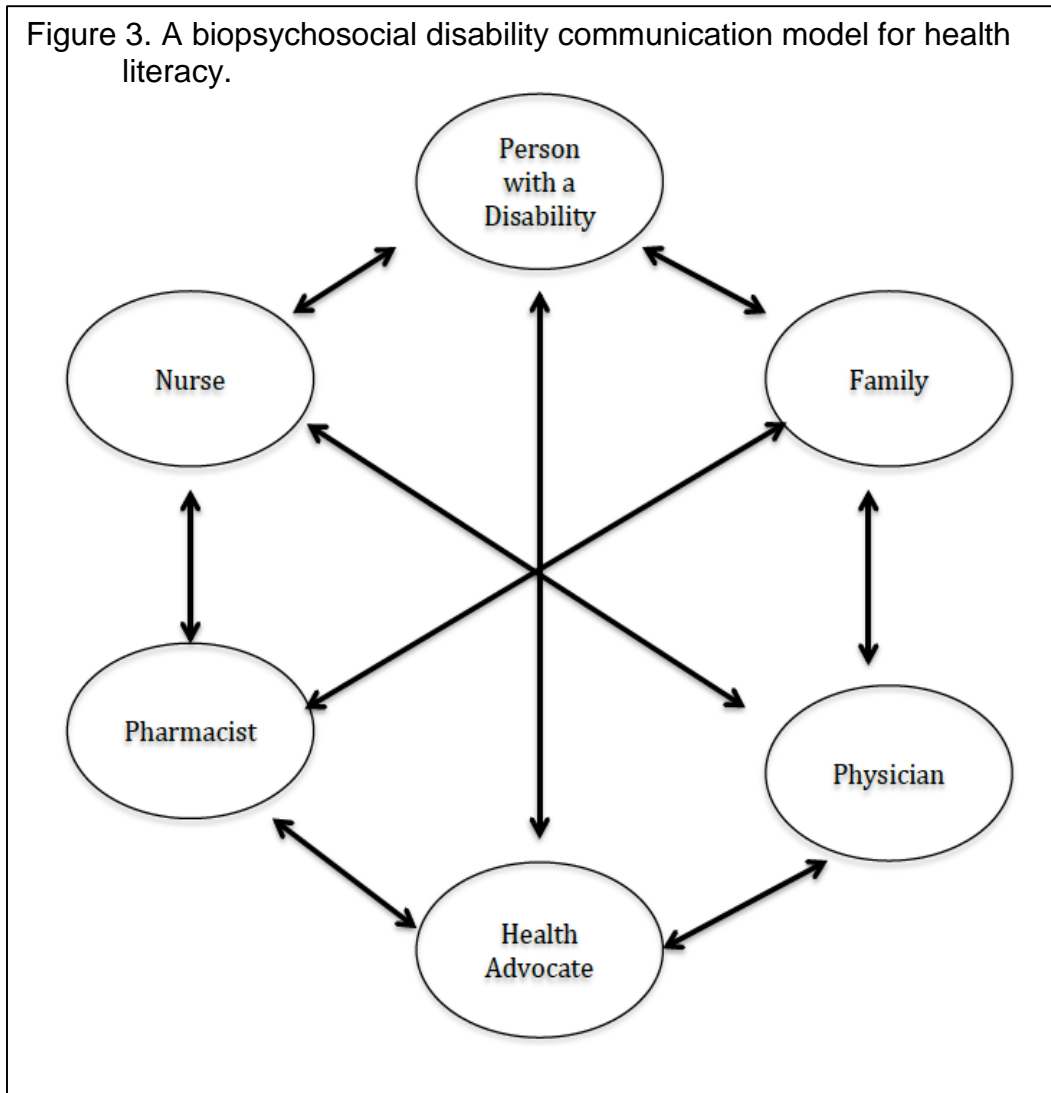 Figure 3. A biopsychosocial disability communication model for health
literacy.
Person
with a
Disability
Nurse
Family
Pharmacist
Physician
Health
Advocate